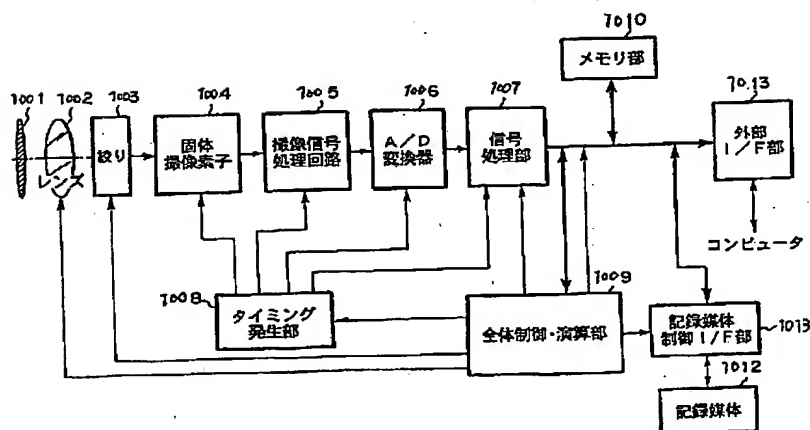 1010
メモリ部
1001
1002
1003
1004
1005
1006
1007
10.13
レンズ
絞り
固体
撮像素子
撮像信号
処理回路
A/D
変換器
信号
処理部
外部
I/F部
コンピュータ
1008
タイミング
発生部
1009
全体制御・演算部
記録媒体
制御I/F部
1013
1012
記録媒体